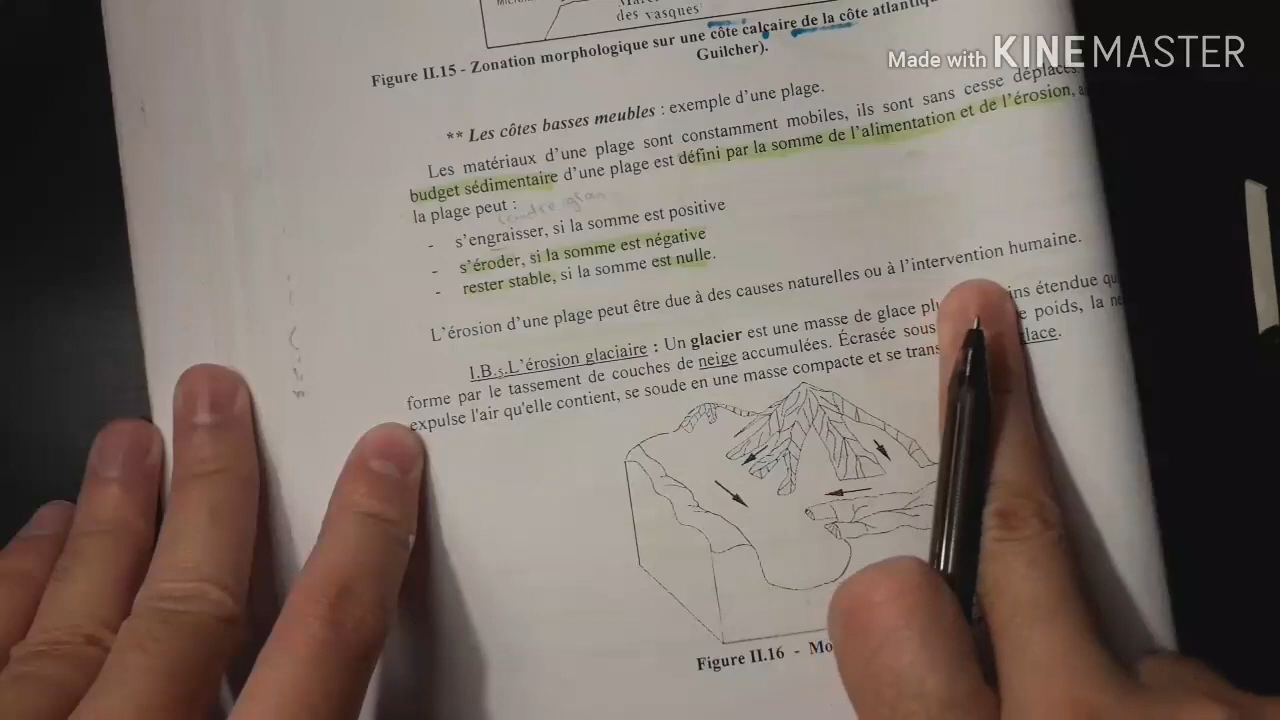 des vasques
Figure II.15 - Zonation morphologique sur une côte calçaire de la côte
Guilcher).
Made with KINEMASTER
** Les côtes basses meubles : exemple d'une plage.
Les matériaux d'une plage sont constamment mobiles, ils sont sans cesse déplacés
budget sédimentaire d'une plage est défini par la somme de l'alimentation et de l'érosion,
la plage peut :
- s'engraisser, si la somme est positive
- s'éroder, si la somme est négative
- rester stable, si la somme est nulle.
L'érosion d'une plage peut être due à des causes naturelles ou à l'intervention humaine.
I.B.5.L'érosion glaciaire : Un glacier est une masse de glace étendue
forme par le tassement de couches de neige accumulées. Écrasée sous poids, la
expulse l'air qu'elle contient, se soude en une masse compacte et se glace.
Figure II.16 -